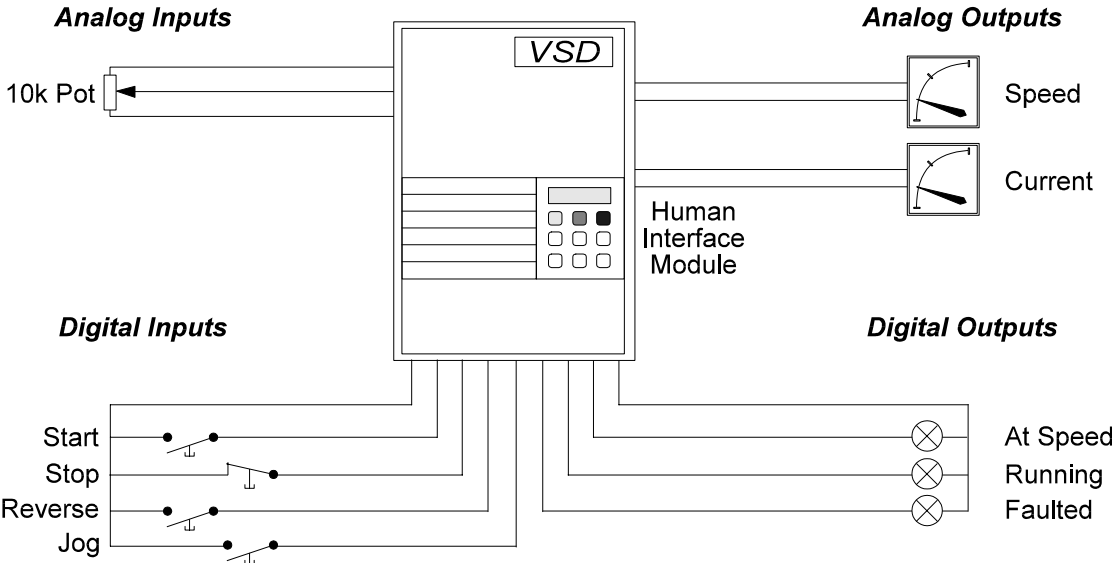 Analog Inputs
Analog Outputs
VSD
10k Pot
Speed
Current
Human
Interface
Module
Digital Inputs
Digital Outputs
Start
Stop
Reverse
Jog
At Speed
Running
Faulted